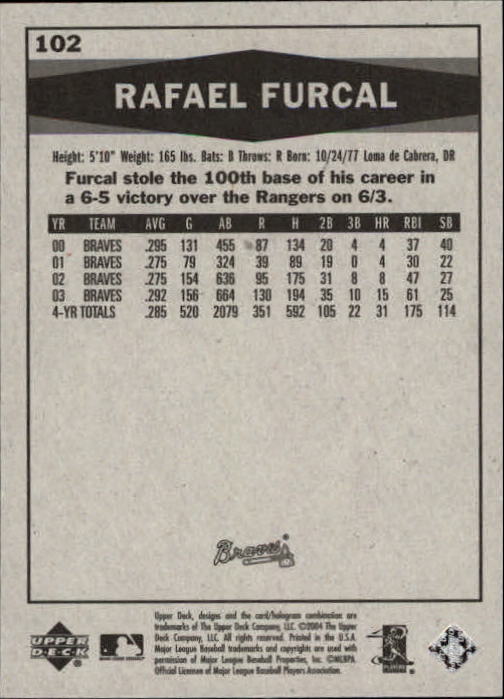 102
RAFAEL FURCAL
Height: 5'10" Weight: 165 lbs. Bats: B Throws: R Born: 10/24/77 Loma de Cabrera, DR
Furcal stole the 100th base of his career in
a 6-5 victory over the Rangers on 6/3.
YR TEAM AVG G AB R H 2B 3B HR RBI SB
00 BRAVES .295 131 455 87 134 20 4 4 37 40
01 BRAVES .275 79 324 39 89 19 0 4 30 22
02 BRAVES .275 154 636 95 175 31 8 8 47 27
03 BRAVES .292 156 664 130 194 35 10 15 61 25
4-YR TOTALS .285 520 2079 351 592 105 22 31 175 114
Braves
UPPER
DECK
Upper Deck, designs and the card/hologram combination are
trademarks of The Upper Deck Company, LLC. ©2004 The Upper
Deck Company, LLC. All rights reserved. Printed in the U.S.A.
Major League Baseball trademarks and copyrights are used with
permission of Major League Baseball Properties, Inc. ©MLBPA
Official Licensee of Major League Baseball Players Association.
PLAYERS